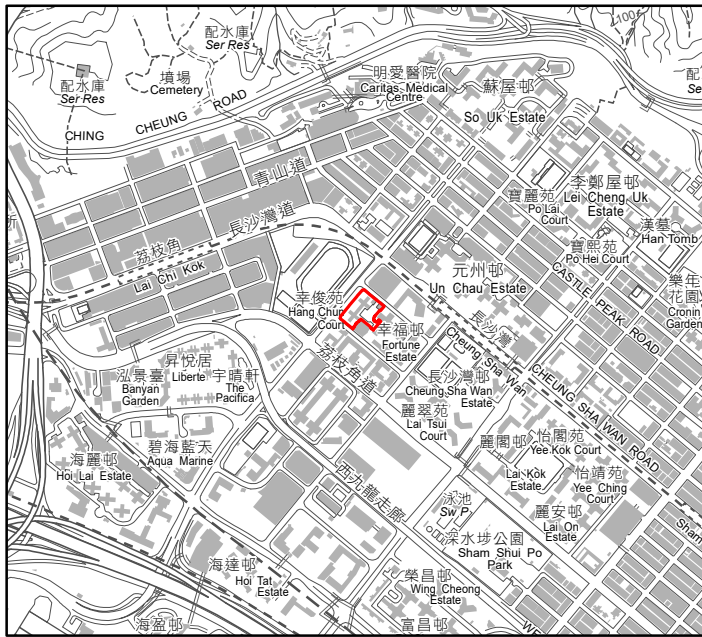 配水庫
Ser Res
配水庫
Ser Res
墳場
Cemetery
CHING CHEUNG ROAD
明愛醫院
Caritas Medical
Centre
蘇屋邨
So Uk Estate
100
配
Se
青山道
長沙灣道
荔枝角
Lai Chi Kok
寶麗苑
Po Lai
Court
李鄭屋邨
Lei Cheng Uk
Estate
漢墓
Han Tomb
寶熙苑
Po Hei Court
元州邨
Un Chau Estate
CASTLE PEAK ROAD
樂年
花園
Cronin
Garden
幸俊苑
Hang Chun
Court
幸福邨
Fortune
Estate
長沙灣
Cheung Sha Wan
CHEUNG SHA WAN ROAD
昇悅居
Liberte
宇晴軒
The
Pacifica
泓景臺
Banyan
Garden
荔枝角道
長沙灣邨
Cheung Sha Wan
Estate
麗翠苑
Lai Tsui
Court
麗閣邨
Lai Kok
Estate
怡閣苑
Yee Kok Court
怡靖苑
Yee Ching
Court
碧海藍天
Aqua Marine
海麗邨
Hoi Lai Estate
西九龍走廊
泳池
Sw P
麗安邨
Lai On
Estate
Sham
深水埗公園
Sham Shui Po
Park
海達邨
Hoi Tat
Estate
榮昌邨
Wing Cheong
Estate
海盈邨
富昌邨